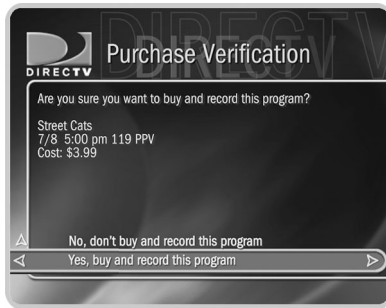 DIRECTV
DIRECTV
Purchase Verification
DIRECTV
Are you sure you want to buy and record this program?
Street Cats
7/8 5:00 pm 119 PPV
Cost: $3.99
No, don't buy and record this program
Yes, buy and record this program